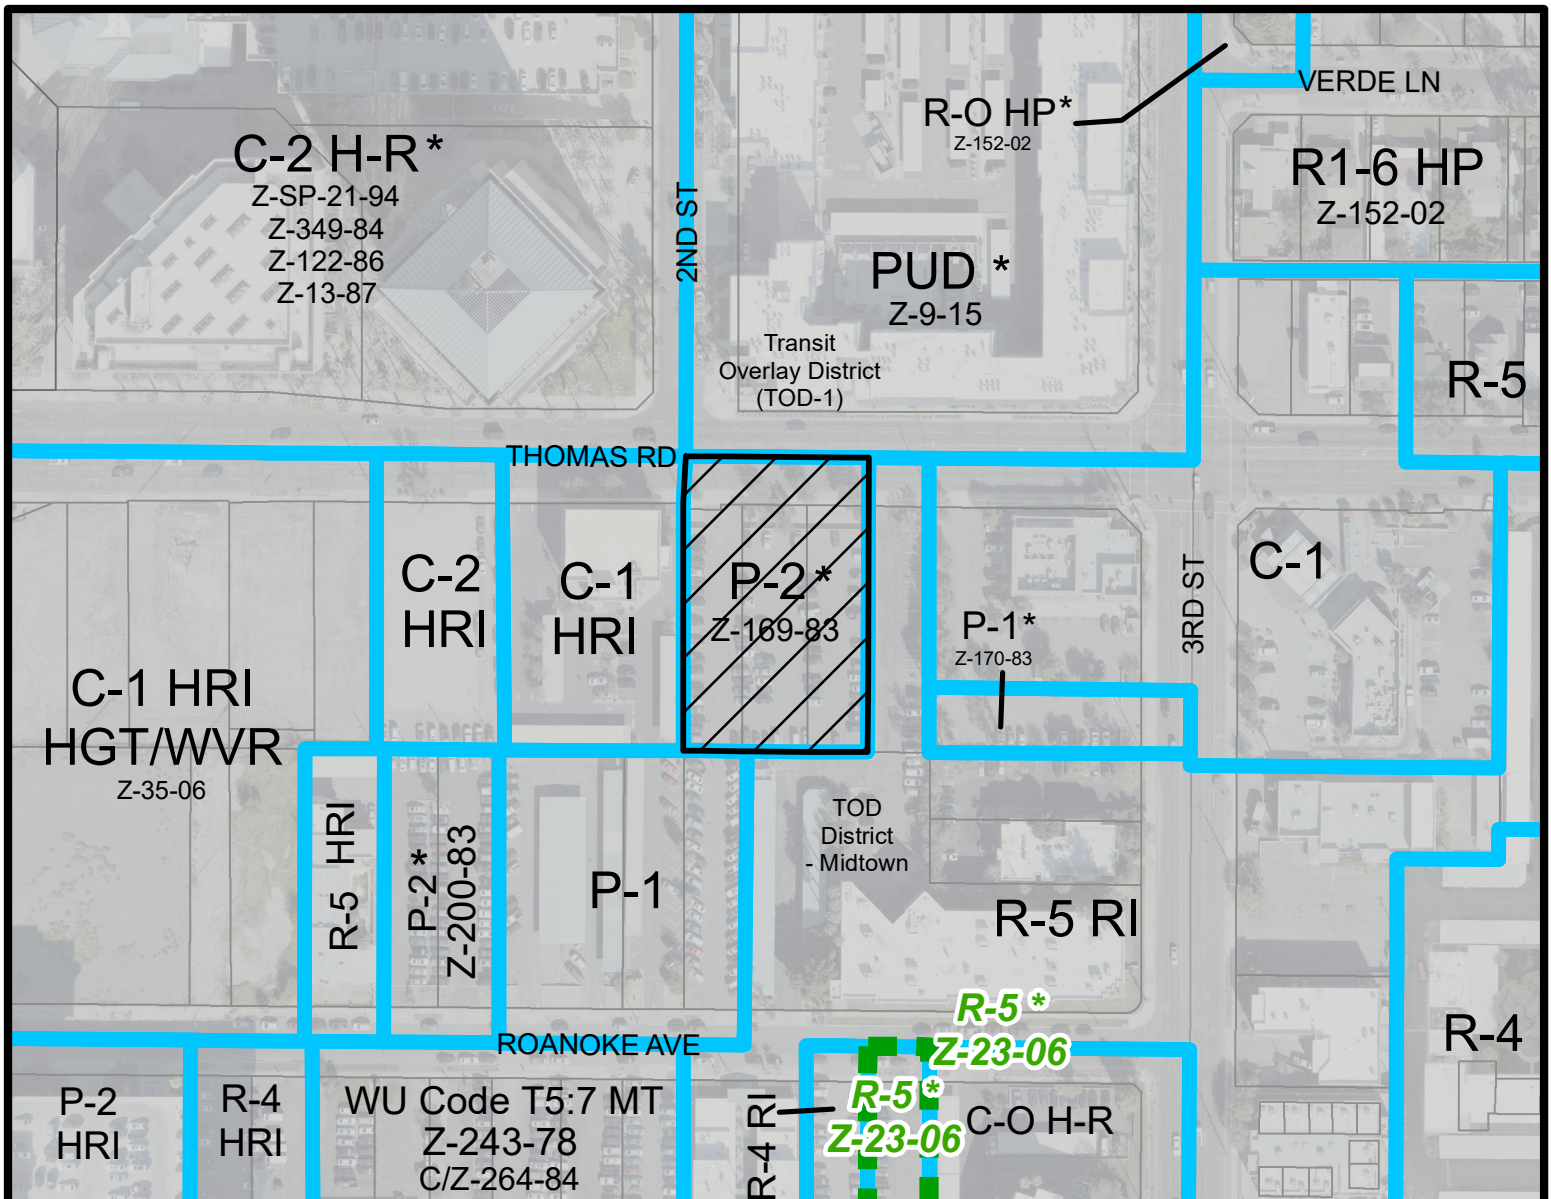 VERDE LN
R-O HP*
Z-152-02
C-2 H-R *
Z-SP-21-94
Z-349-84
Z-122-86
Z-13-87
R1-6 HP
Z-152-02
2ND ST
PUD *
Z-9-15
Transit
Overlay District
(TOD-1)
R-5
THOMAS RD
C-2
HRI
C-1
HRI
P-2 *
Z-169-83
P-1*
Z-170-83
3RD ST
C-1
C-1 HRI
HGT/WVR
Z-35-06
R-5 HRI
P-2 *
Z-200-83
P-1
TOD
District
- Midtown
R-5 RI
R-5 *
Z-23-06
ROANOKE AVE
R-4
P-2
HRI
R-4
HRI
WU Code T5:7 MT
Z-243-78
C/Z-264-84
R-4 RI
R-5 *
Z-23-06
C-O H-R